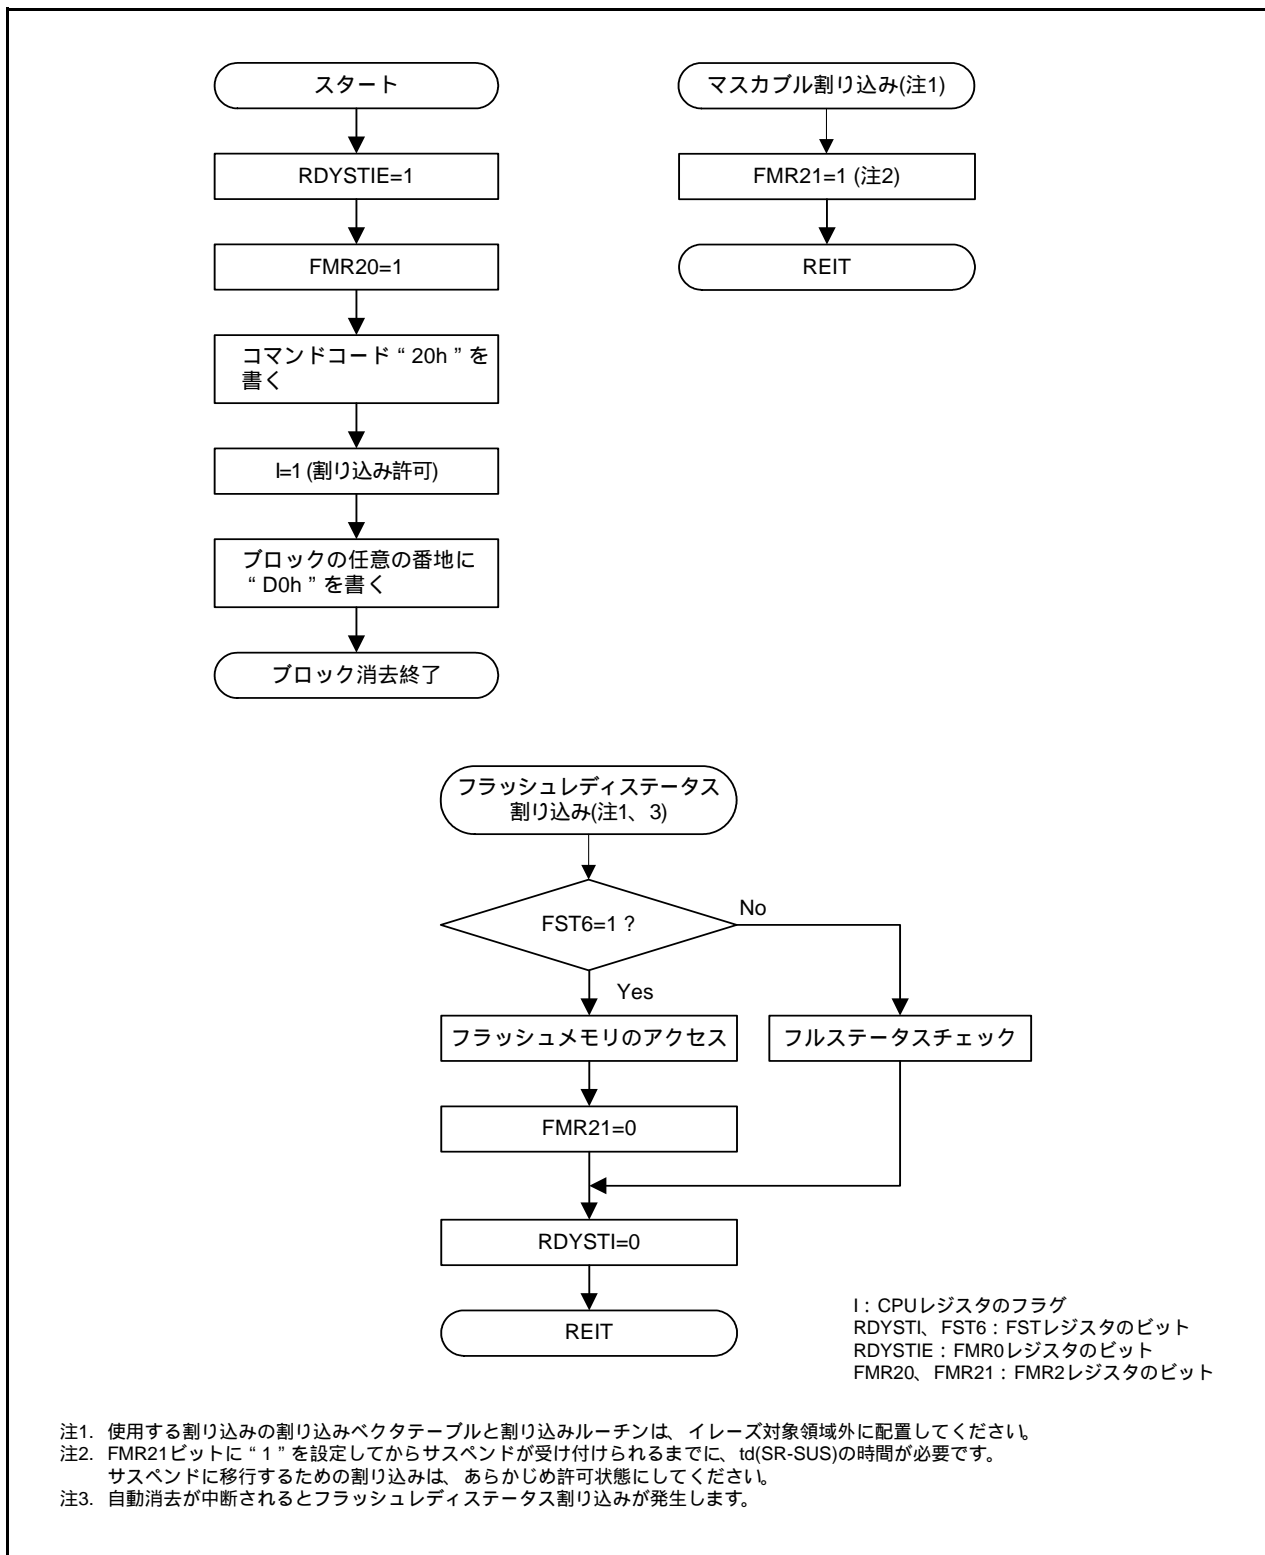 スタート
RDYSTIE=1
FMR20=1
コマンドコード“20h”を
書く
I=1 (割り込み許可)
ブロックの任意の番地に
“D0h”を書く
ブロック消去終了
マスカブル割り込み(注1)
FMR21=1 (注2)
REIT
フラッシュレディステータス
割り込み(注1、3)
FST6=1 ?
No
Yes
フラッシュメモリのアクセス
フルステータスチェック
FMR21=0
RDYSTI=0
REIT
I : CPUレジスタのフラグ
RDYSTI、FST6 : FSTレジスタのビット
RDYSTIE : FMR0レジスタのビット
FMR20、FMR21 : FMR2レジスタのビット
注1. 使用する割り込みの割り込みベクタテーブルと割り込みルーチンは、イレーズ対象領域外に配置してください。
注2. FMR21ビットに“1”を設定してからサスペンドが受け付けられるまでに、td(SR-SUS)の時間が必要です。
サスペンドに移行するための割り込みは、あらかじめ許可状態にしてください。
注3. 自動消去が中断されるとフラッシュレディステータス割り込みが発生します。